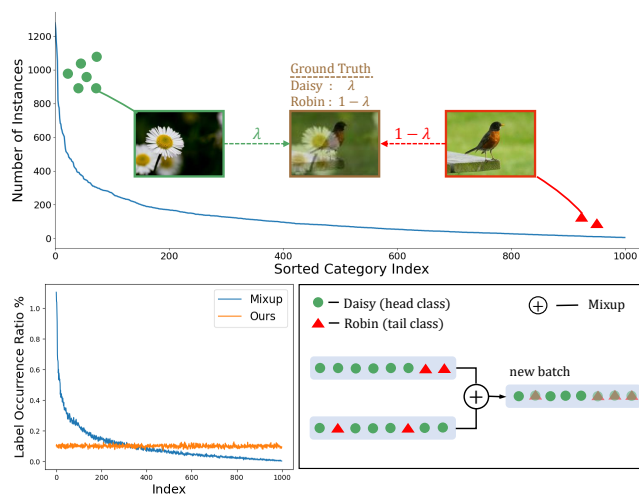 Number of Instances
1200
1000
800
600
400
200
0
Ground Truth
Daisy : λ
Robin : 1 − λ
λ
1 − λ
0
200
400
600
800
1000
Sorted Category Index
Label Occurrence Ratio %
1.0
0.8
0.6
0.4
0.2
0.0
Mixup
Ours
0
200
400
600
800
1000
Index
Daisy (head class)
Mixup
Robin (tail class)
new batch